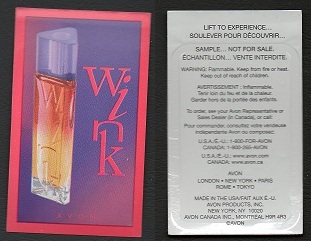 Wink
AVON
LIFT TO EXPERIENCE...
SOULEVER POUR DÉCOUVRIR...
SAMPLE... NOT FOR SALE.
ÉCHANTILLON... VENTE INTERDITE.
WARNING: Flammable. Keep from fire or heat.
Keep out of reach of children.
AVERTISSEMENT : Inflammable.
Tenir loin du feu et de la chaleur.
Garder hors de la portée des enfants.
To order, see your Avon Representative or
Sales Dealer (in Canada), or call:
Pour commander, consultez votre vendeuse
indépendante Avon ou composez:
U.S.A./É.-U.: 1-800-FOR-AVON
CANADA: 1-800-265-AVON
U.S.A./É.-U.: www.avon.com
CANADA: www.avon.ca
AVON
LONDON • NEW YORK • PARIS
ROME • TOKYO
MADE IN THE USA/FAIT AUX É.-U.
AVON PRODUCTS, INC.
NEW YORK, NY 10020
AVON CANADA INC., MONTRÉAL H9R 4R3
©AVON